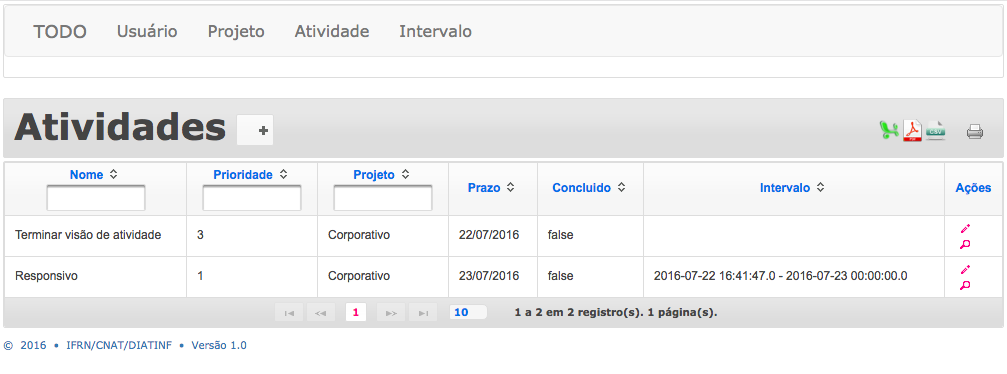 TODO Usuário Projeto Atividade Intervalo
Atividades +
Nome Prioridade Projeto Prazo Concluido Intervalo Ações
Terminar visão de atividade 3 Corporativo 22/07/2016 false
Responsivo 1 Corporativo 23/07/2016 false 2016-07-22 16:41:47.0 - 2016-07-23 00:00:00.0
1 10 1 a 2 em 2 registro(s). 1 página(s).
© 2016 • IFRN/CNAT/DIATINF • Versão 1.0